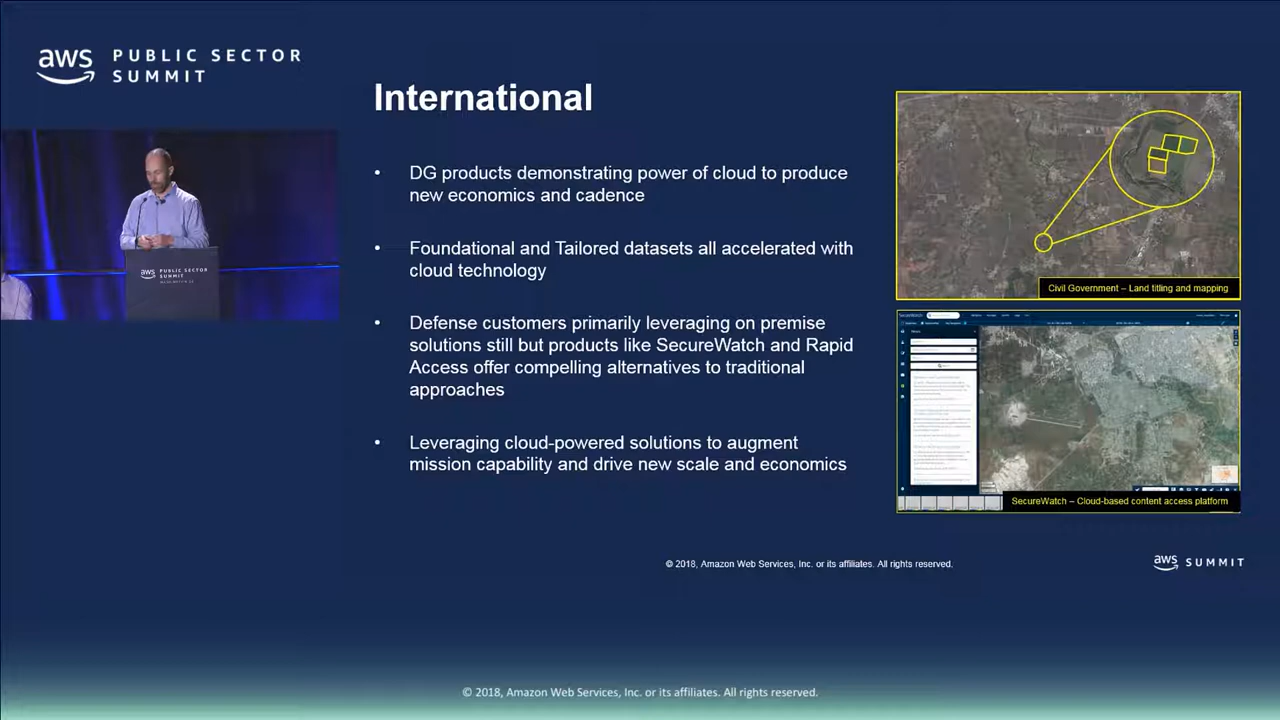 aws PUBLIC SECTOR
SUMMIT
International
• DG products demonstrating power of cloud to produce
new economics and cadence
• Foundational and Tailored datasets all accelerated with
cloud technology
• Defense customers primarily leveraging on premise
solutions still but products like SecureWatch and Rapid
Access offer compelling alternatives to traditional
approaches
• Leveraging cloud-powered solutions to augment
mission capability and drive new scale and economics
Civil Government – Land titling and mapping
SecureWatch
SecureWatch – Cloud-based content access platform
aws PUBLIC SECTOR
SUMMIT
© 2018, Amazon Web Services, Inc. or its affiliates. All rights reserved.
aws SUMMIT
© 2018, Amazon Web Services, Inc. or its affiliates. All rights reserved.